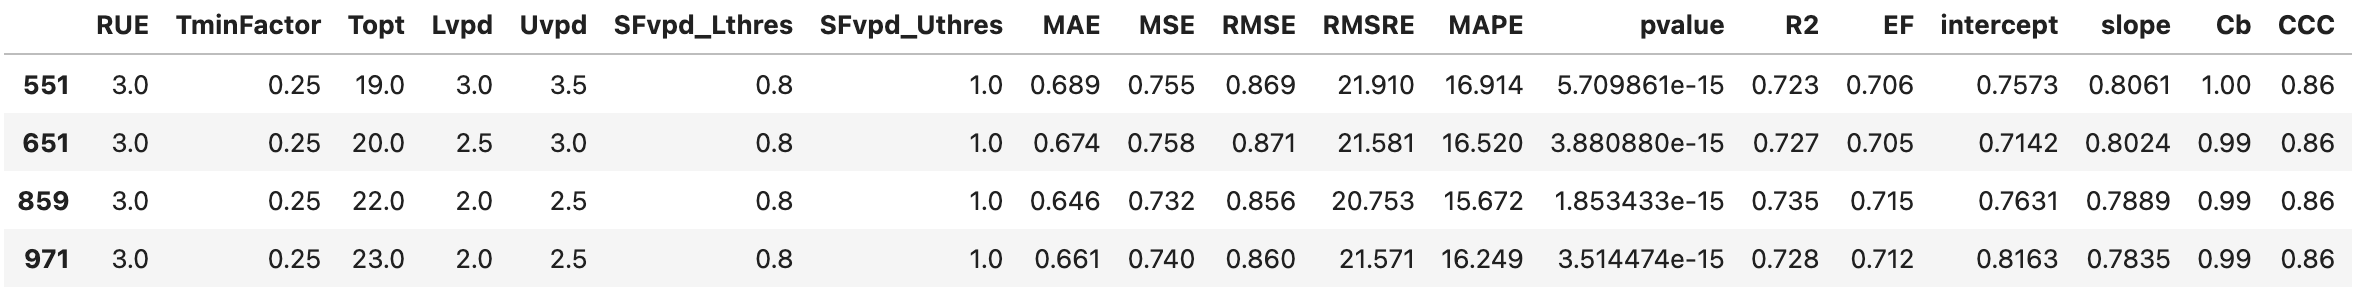 RUE TminFactor Topt Lvpd Uvpd SFvpd_Lthres SFvpd_Uthres MAE MSE RMSE RMSRE MAPE pvalue R2 EF intercept slope Cb CCC
551 3.0 0.25 19.0 3.0 3.5 0.8 1.0 0.689 0.755 0.869 21.910 16.914 5.709861e-15 0.723 0.706 0.7573 0.8061 1.00 0.86
651 3.0 0.25 20.0 2.5 3.0 0.8 1.0 0.674 0.758 0.871 21.581 16.520 3.880880e-15 0.727 0.705 0.7142 0.8024 0.99 0.86
859 3.0 0.25 22.0 2.0 2.5 0.8 1.0 0.646 0.732 0.856 20.753 15.672 1.853433e-15 0.735 0.715 0.7631 0.7889 0.99 0.86
971 3.0 0.25 23.0 2.0 2.5 0.8 1.0 0.661 0.740 0.860 21.571 16.249 3.514474e-15 0.728 0.712 0.8163 0.7835 0.99 0.86